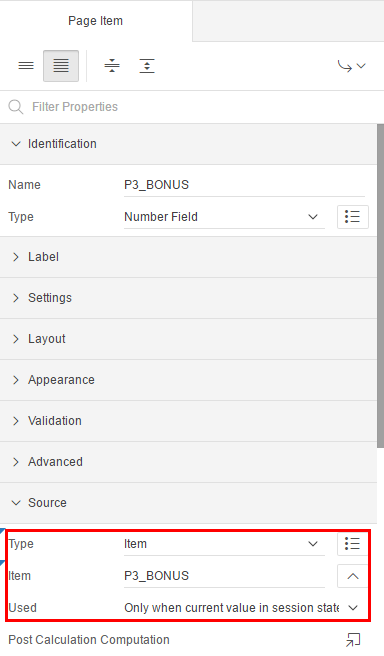 Page Item
Filter Properties
Identification
Name P3_BONUS
Type Number Field
Label
Settings
Layout
Appearance
Validation
Advanced
Source
Type Item
Item P3_BONUS
Used Only when current value in session state
Post Calculation Computation